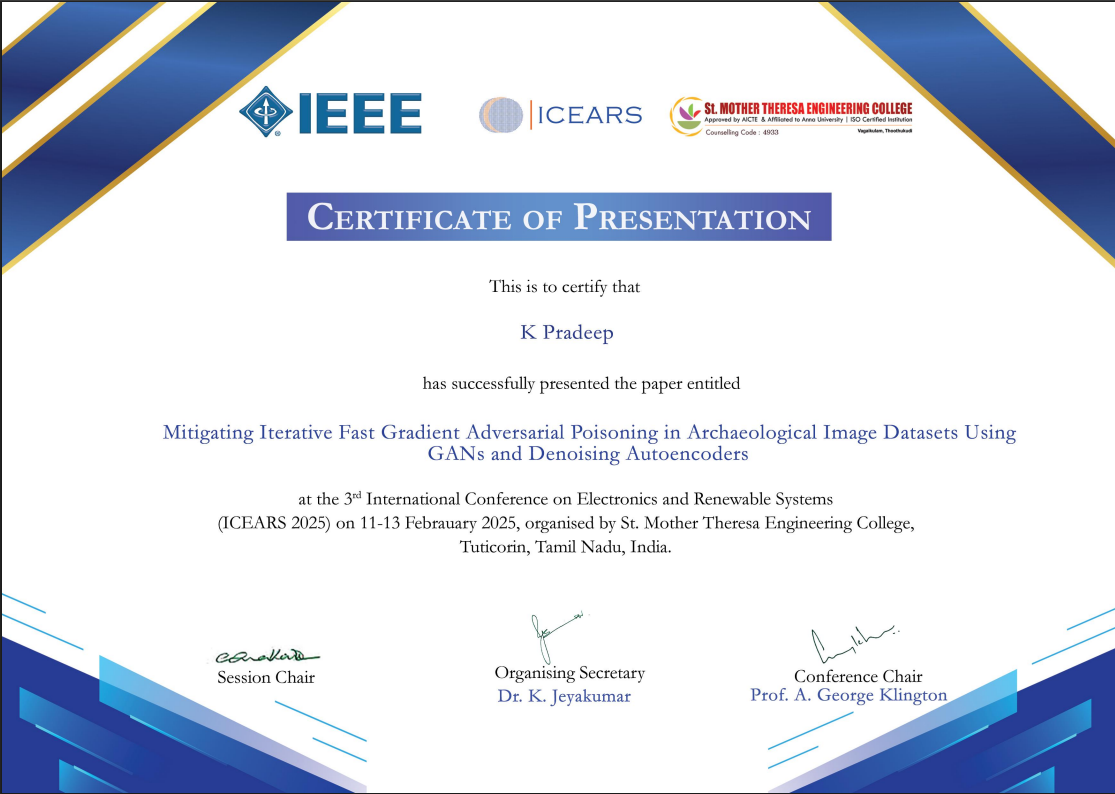 IEEE
ICEARS
ST. MOTHER THERESA ENGINEERING COLLEGE
Approved by AICTE & Affiliated to Anna University | ISO Certified Institution
Counselling Code : 4933
Vagaikulam, Thoothukudi
CERTIFICATE OF PRESENTATION
This is to certify that
K Pradeep
has successfully presented the paper entitled
Mitigating Iterative Fast Gradient Adversarial Poisoning in Archaeological Image Datasets Using
GANs and Denoising Autoencoders
at the 3rd International Conference on Electronics and Renewable Systems
(ICEARS 2025) on 11-13 Febrauary 2025, organised by St. Mother Theresa Engineering College,
Tuticorin, Tamil Nadu, India.
Session Chair
Organising Secretary
Dr. K. Jeyakumar
Conference Chair
Prof. A. George Klington